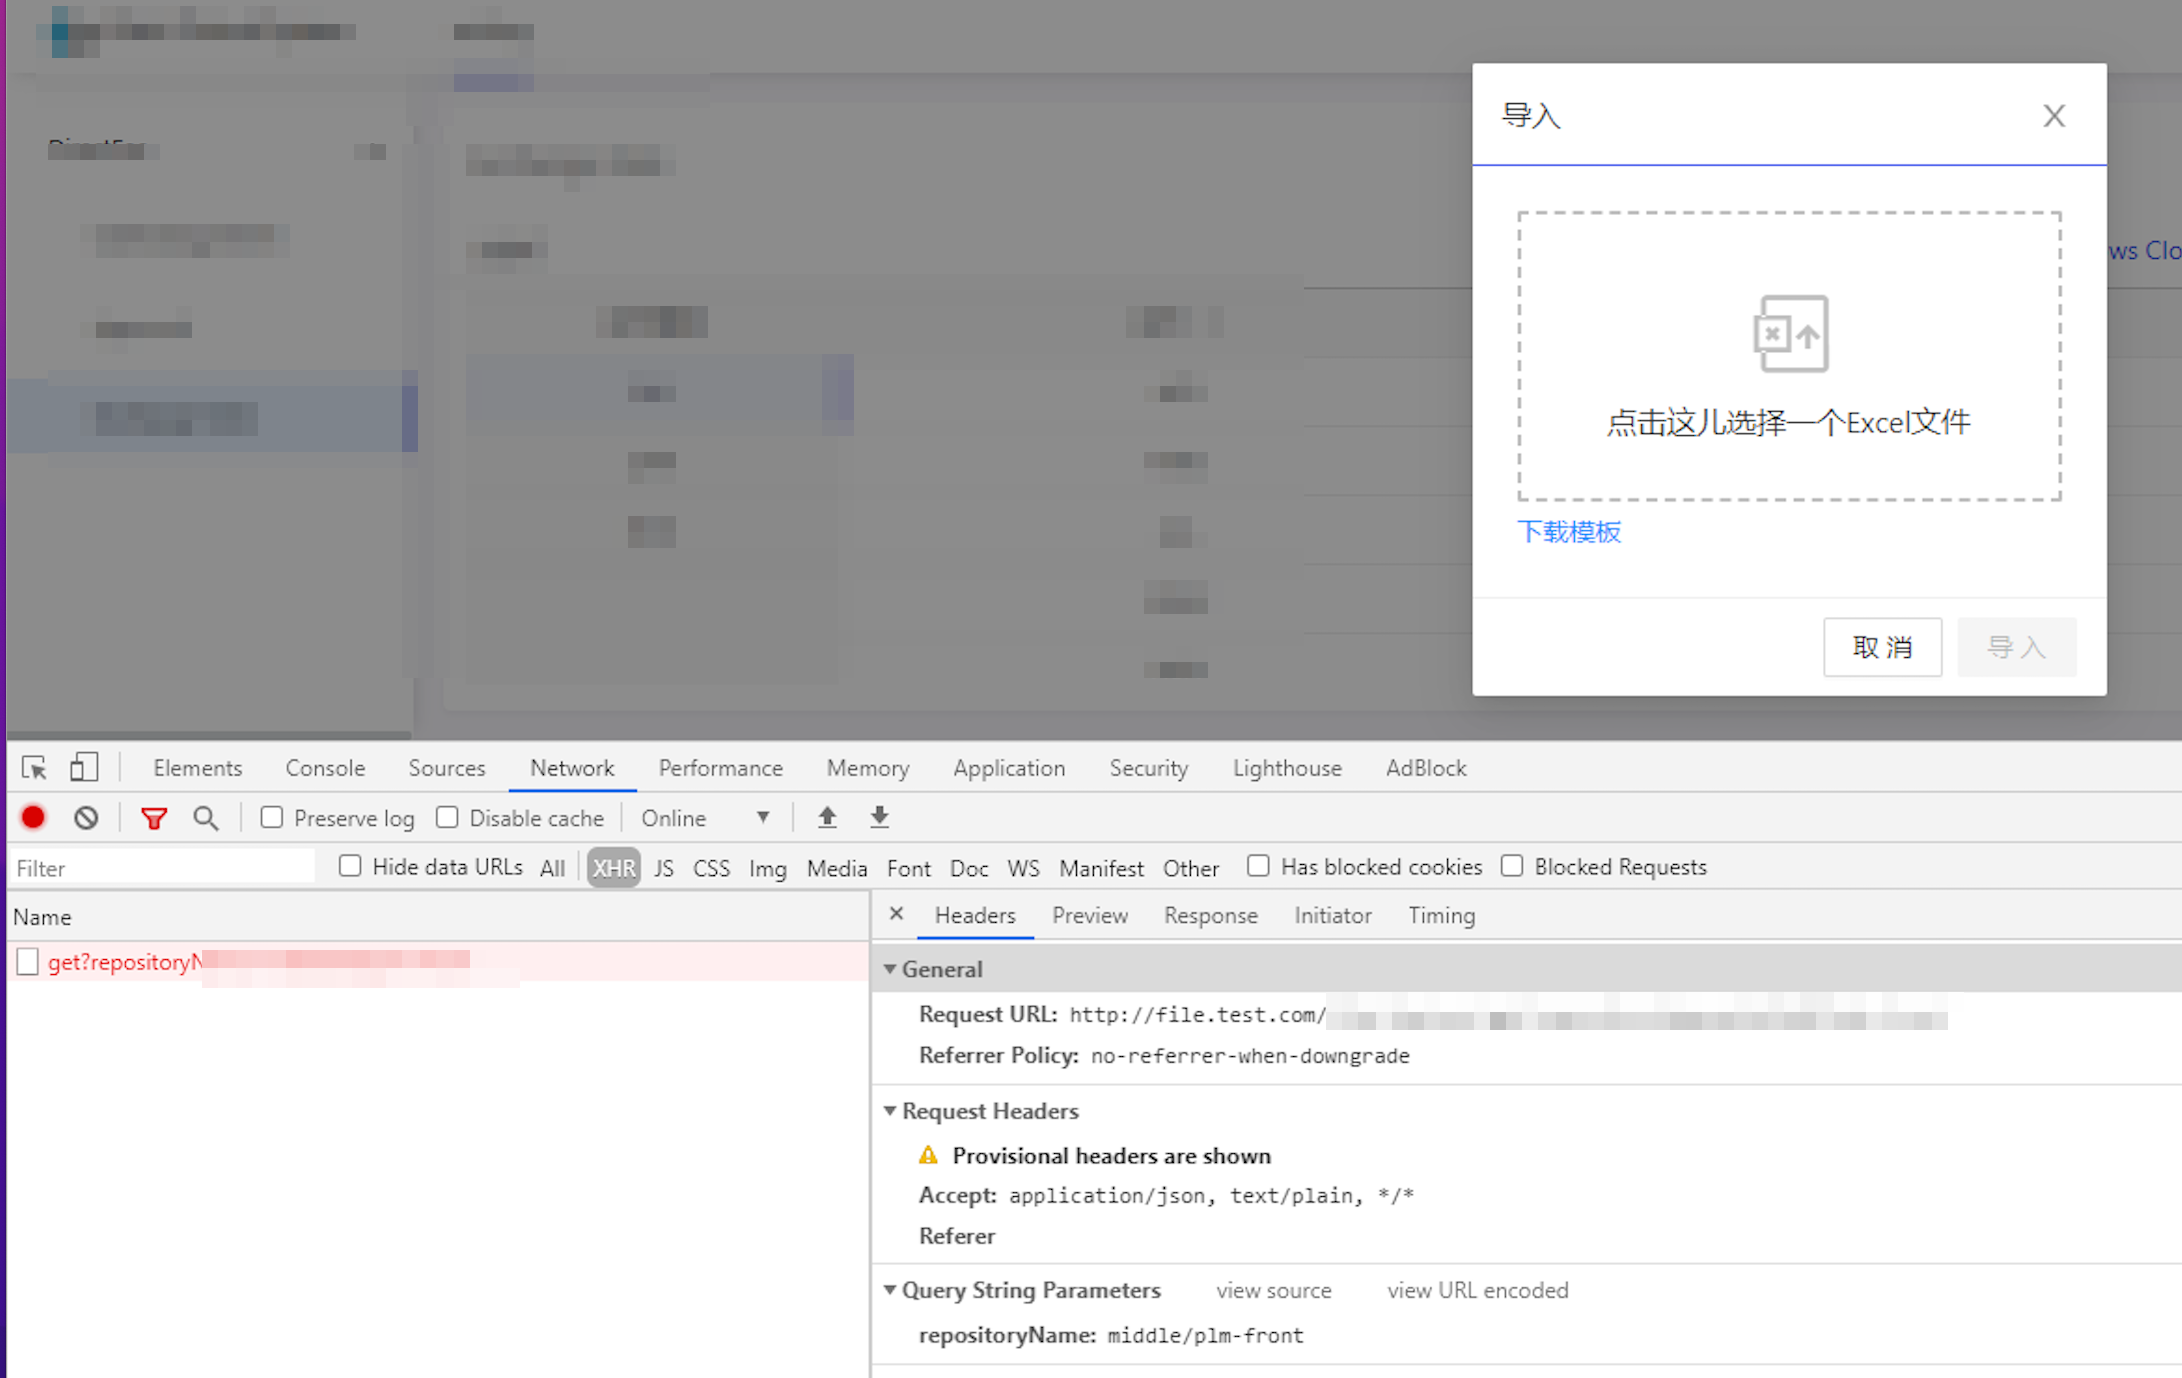 导入
ws Clo
点击这儿选择一个Excel文件
下载模板
取 消
导 入
Elements Console Sources Network Performance Memory Application Security Lighthouse AdBlock
Preserve log Disable cache Online
Filter Hide data URLs All XHR JS CSS Img Media Font Doc WS Manifest Other Has blocked cookies Blocked Requests
Name
Headers Preview Response Initiator Timing
get?repositoryN
General
Request URL: http://file.test.com/
Referrer Policy: no-referrer-when-downgrade
Request Headers
Provisional headers are shown
Accept: application/json, text/plain, */*
Referer
Query String Parameters view source view URL encoded
repositoryName: middle/plm-front